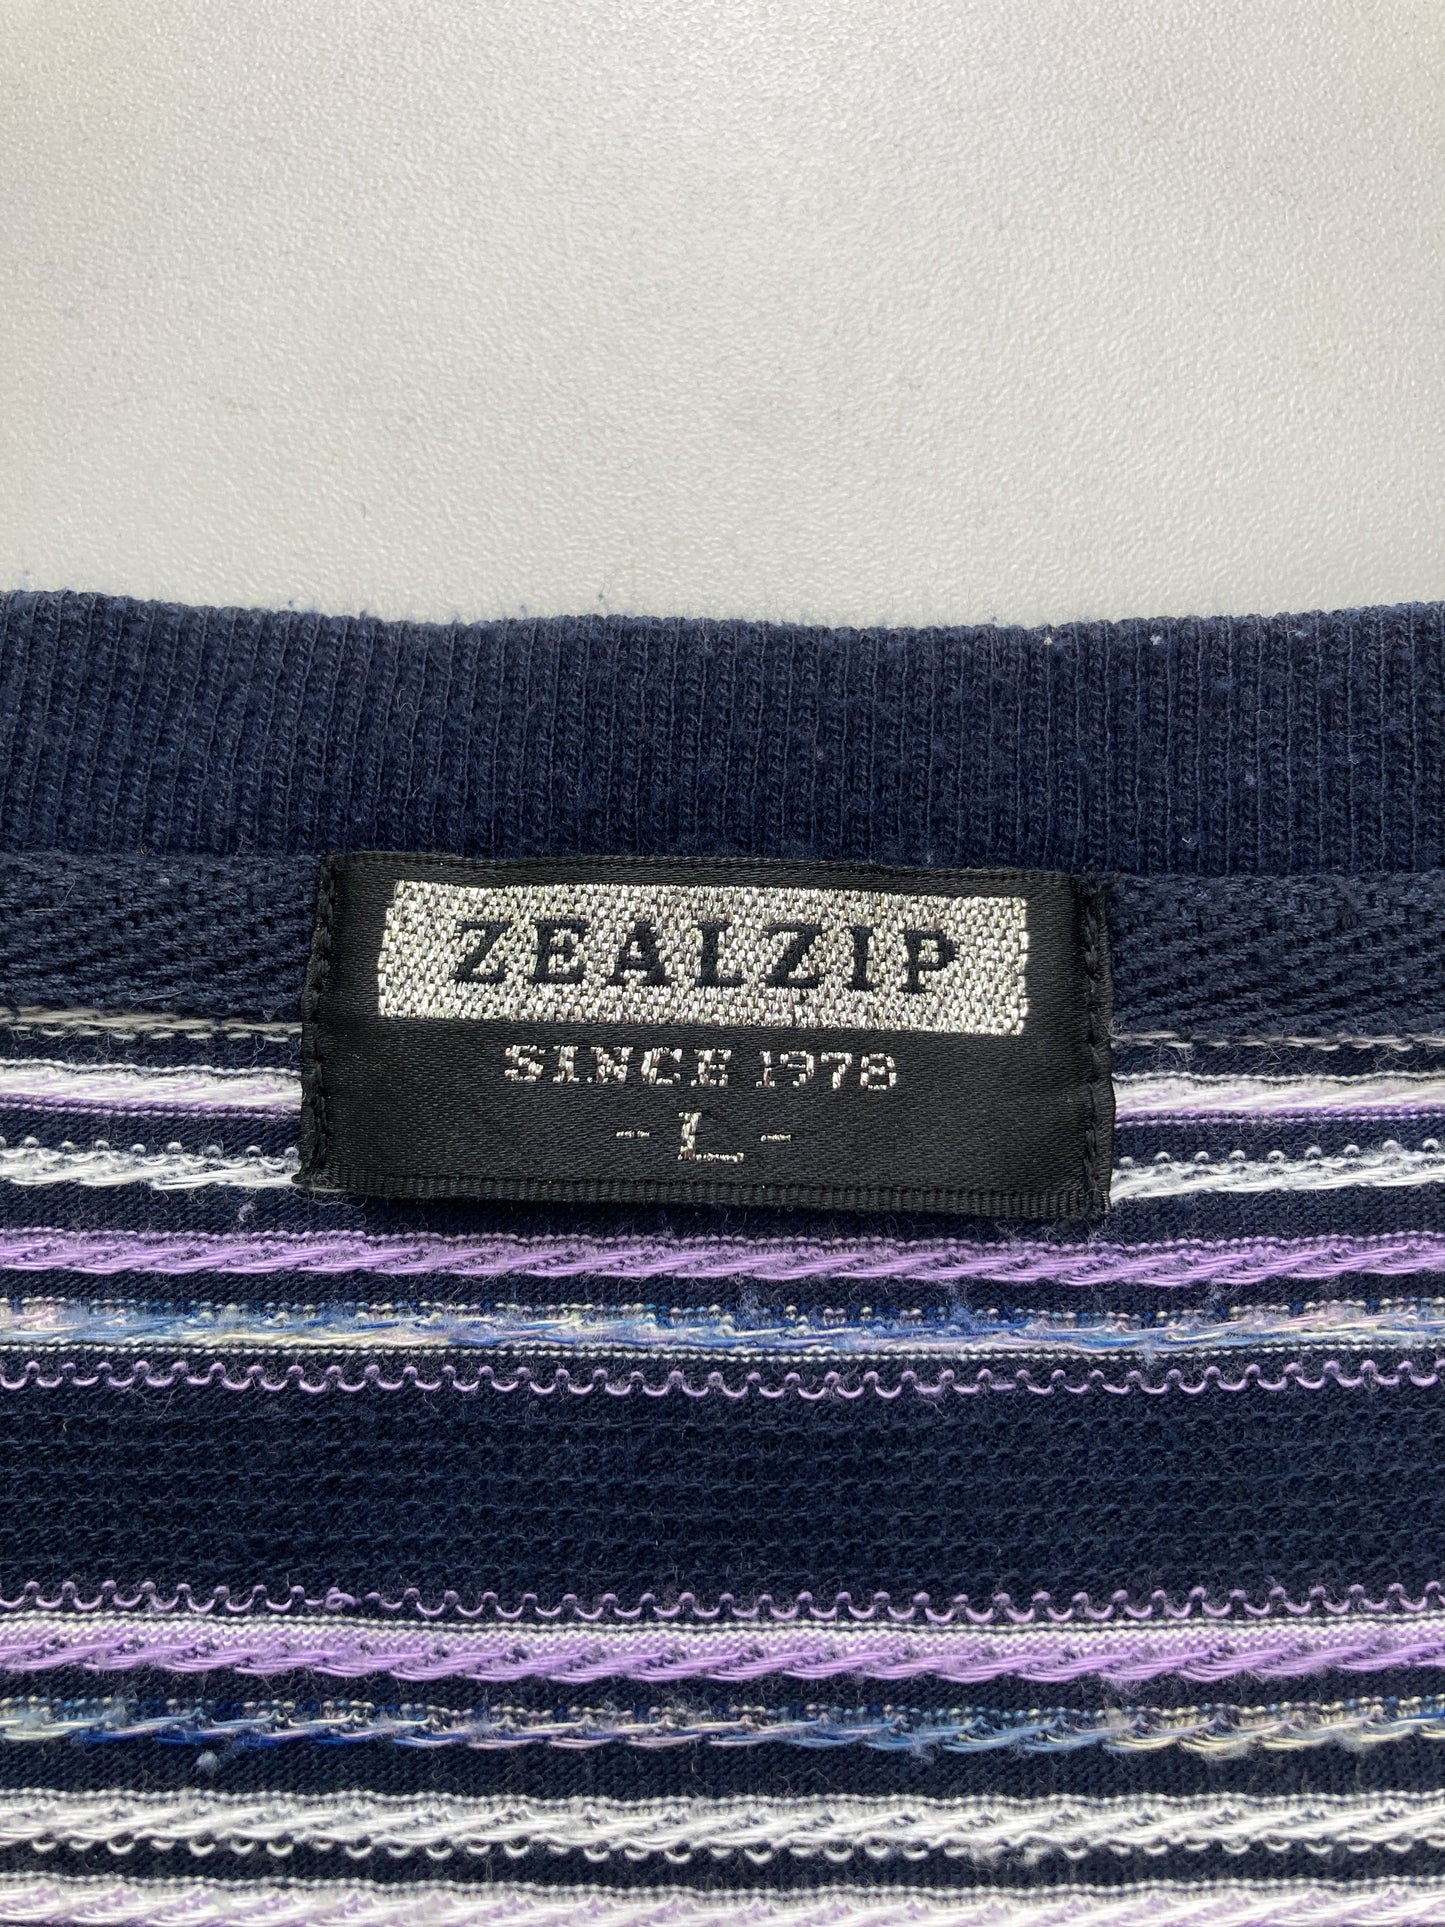 ZEALZIP
SINCE 1978
- L -